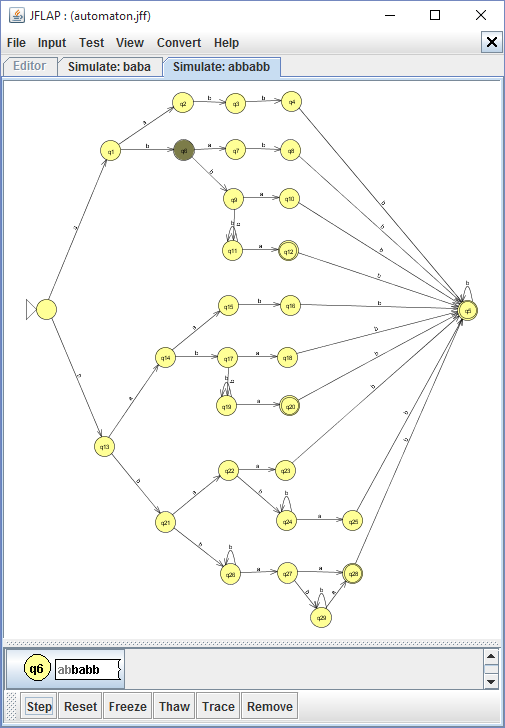 JFLAP : (automaton.jff)
File Input Test View Convert Help
Editor Simulate: baba Simulate: abbabb
q2 b q3 b q4
a
q1 b q6 a q7 b q8
b
q9 a q10
q11 a q12
b
q15 b q16 b
b
q5
a
q14 b q17 a q18
q19 a q20
q13
q22 a q23
q21
b
q24 a q25
b
q26 a q27 a q28
b
q29
q6 abbabb
Step Reset Freeze Thaw Trace Remove